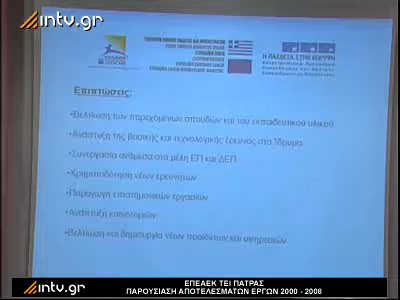 intv.gr
Η ΠΑΙΔΕΙΑ ΣΤΗΝ ΚΟΡΥΦΗ
Επιπτώσεις:
•Βελτίωση των παρεχόμενων σπουδών και του εκπαιδευτικού υλικού
•Ανάπτυξη της βασικής και τεχνολογικής έρευνας στο Ίδρυμα
•Συνεργασία ανάμεσα στα μέλη ΕΠ και ΔΕΠ
•Χρηματοδότηση νέων ερευνητών
•Παραγωγή επιστημονικών εργασιών
•Ανάπτυξη καινοτομιών
•Βελτίωση και δημιουργία νέων προϊόντων και υπηρεσιών
intv.gr
ΕΠΕΑΕΚ ΤΕΙ ΠΑΤΡΑΣ
ΠΑΡΟΥΣΙΑΣΗ ΑΠΟΤΕΛΕΣΜΑΤΩΝ ΕΡΓΩΝ 2000 - 2008